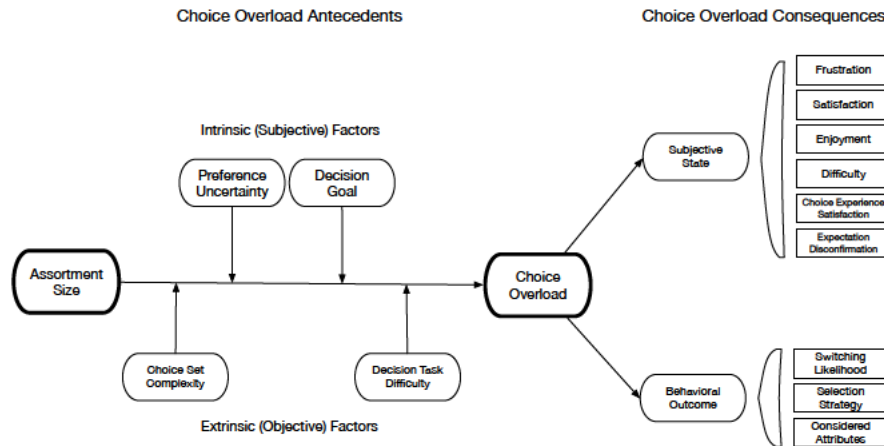 Choice Overload Antecedents
Choice Overload Consequences
Intrinsic (Subjective) Factors
Preference
Uncertainty
Decision
Goal
Assortment
Size
Choice Set
Complexity
Decision Task
Difficulty
Extrinsic (Objective) Factors
Choice
Overload
Subjective
State
Frustration
Satisfaction
Enjoyment
Difficulty
Choice Experience
Satisfaction
Expectation
Disconfirmation
Behavioral
Outcome
Switching
Likelihood
Selection
Strategy
Considered
Attributes